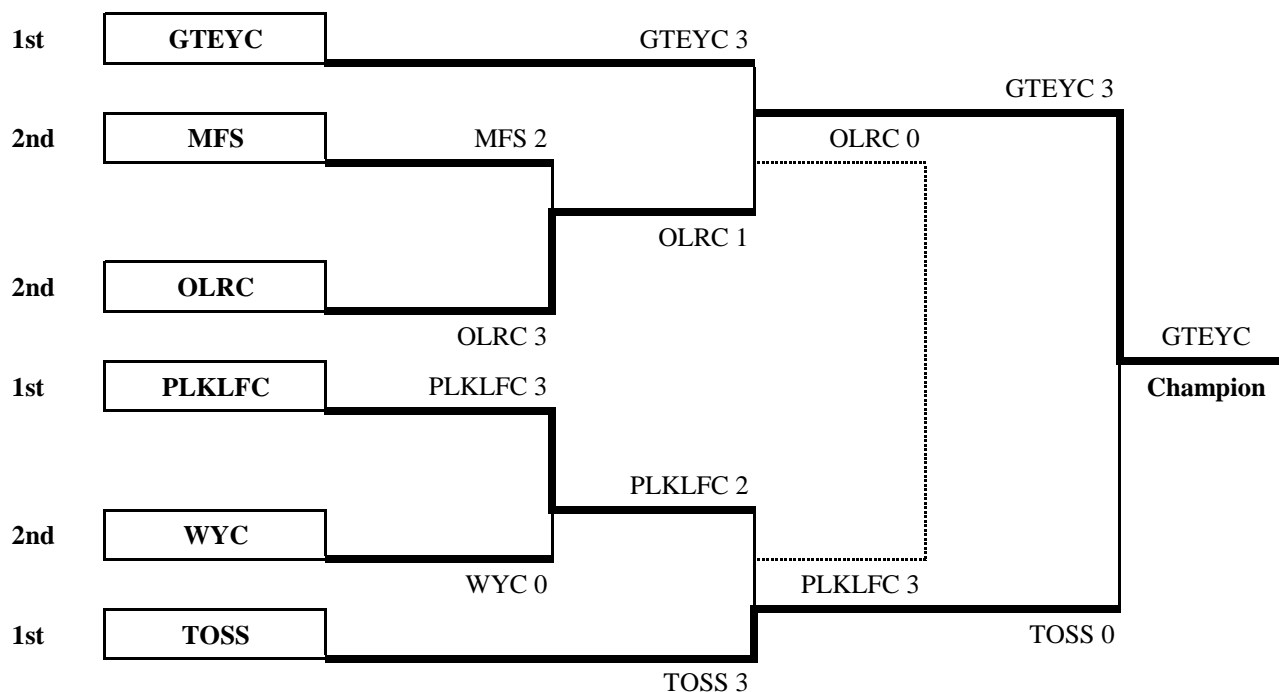 1st GTEYC GTEYC 3
GTEYC 3
2nd MFS MFS 2 OLRC 0
OLRC 1
2nd OLRC
OLRC 3 GTEYC
1st PLKLFC PLKLFC 3 Champion
PLKLFC 2
2nd WYC
WYC 0 PLKLFC 3
1st TOSS TOSS 0
TOSS 3